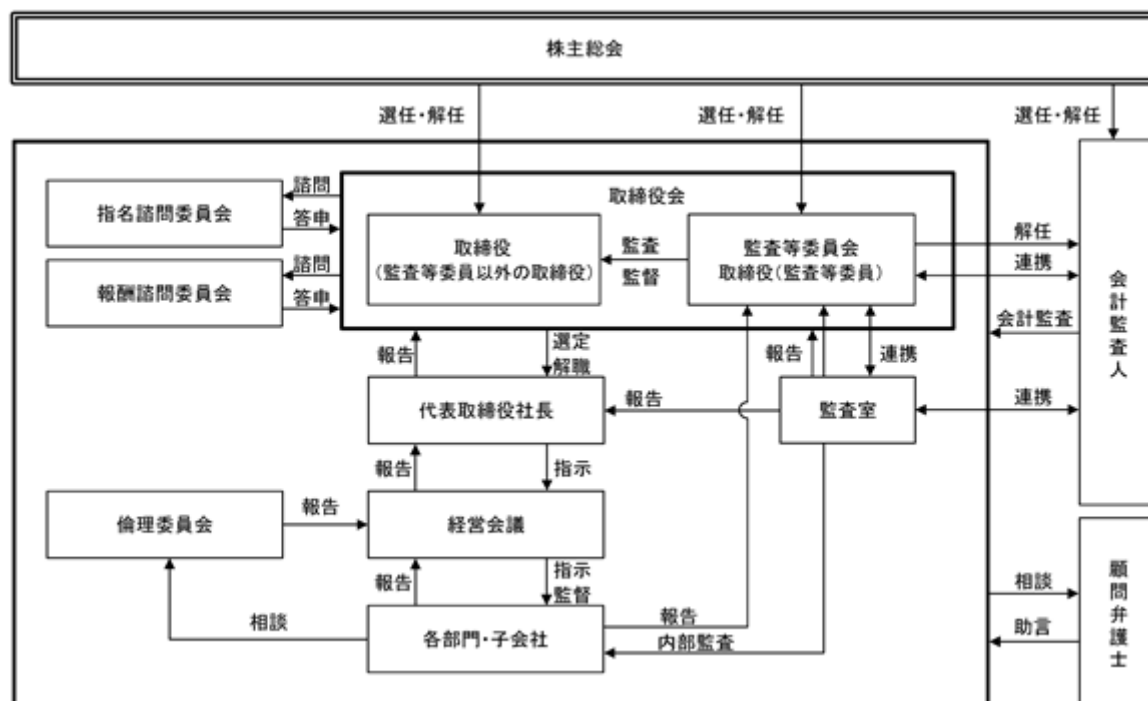 株主総会
選任・解任
選任・解任
選任・解任
取締役会
指名諮問委員会
諮問
答申
報酬諮問委員会
諮問
答申
取締役
(監査等委員以外の取締役)
監査
監督
監査等委員会
取締役(監査等委員)
解任
連携
会計監査
連携
会計監査人
報告
選定
解職
報告
連携
代表取締役社長
報告
監査室
報告
指示
倫理委員会
報告
経営会議
報告
指示
監督
相談
各部門・子会社
報告
内部監査
相談
助言
顧問弁護士